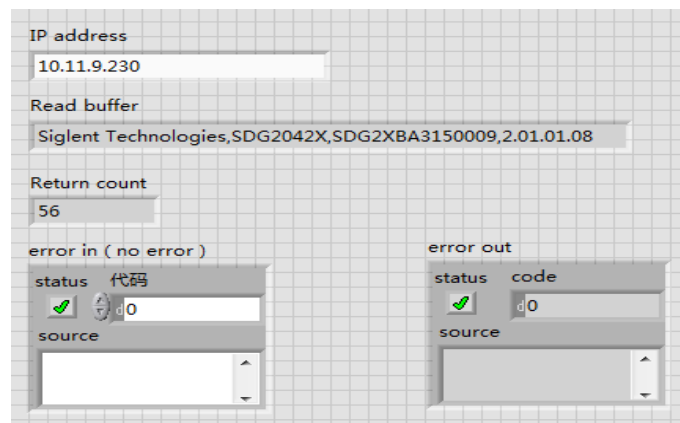 IP address
10.11.9.230
Read buffer
Siglent Technologies,SDG2042X,SDG2XBA3150009,2.01.01.08
Return count
56
error in ( no error )
status 代码
d 0
source
error out
status code
d 0
source